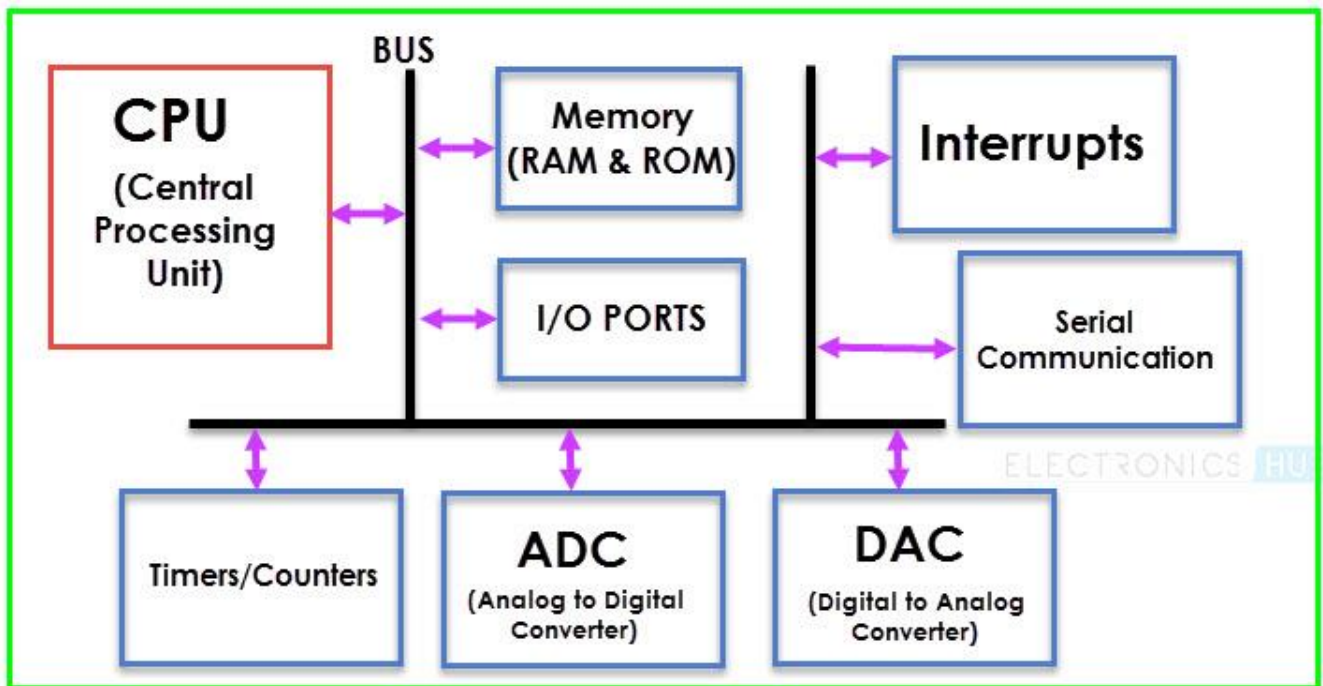 BUS
CPU
(Central
Processing
Unit)
Memory
(RAM & ROM)
I/O PORTS
Interrupts
Serial
Communication
ELECTRONICS HU
Timers/Counters
ADC
(Analog to Digital
Converter)
DAC
(Digital to Analog
Converter)